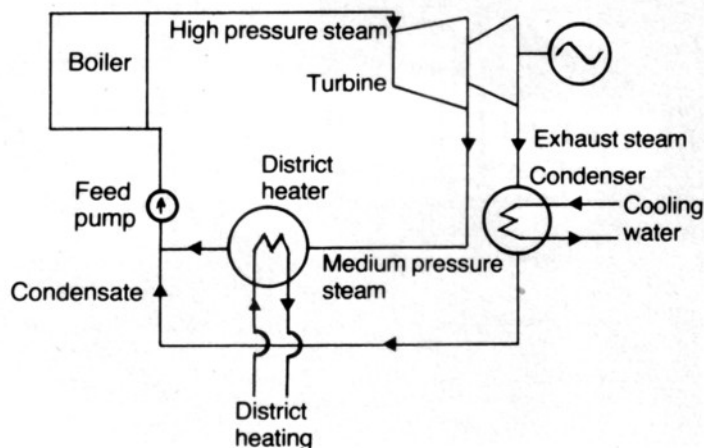 High pressure steam
Boiler
Turbine
Exhaust steam
District
heater
Condenser
Feed
pump
Cooling
water
Medium pressure
steam
Condensate
District
heating